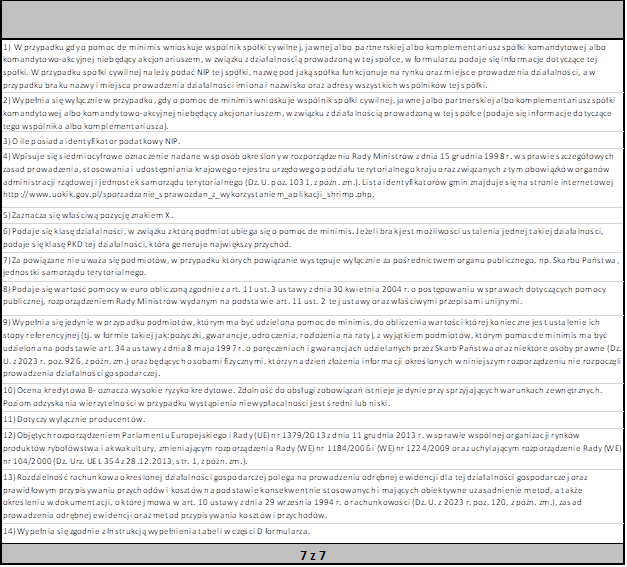 1) W przypadku gdy o pomoc de minimis wnioskuje wspólnik spółki cywilnej, jawnej albo partnerskiej albo komplementariusz spółki komandytowej albo
komandytowo-akcyjnej niebędący akcjonariuszem, w związku z działalnością prowadzoną w tej spółce, w formularzu podaje się informacje dotyczące tej
spółki. W przypadku spółki cywilnej należy podać NIP tej spółki, nazwę pod jaką spółka funkcjonuje na rynku oraz miejsce prowadzenia działalności, a w
przypadku braku nazwy i miejsca prowadzenia działalności imiona i nazwiska oraz adresy wszystkich wspólników tej spółki.
2) Wypełnia się wyłącznie w przypadku, gdy o pomoc de minimis wnioskuje wspólnik spółki cywilnej, jawnej albo partnerskiej albo komplementariusz spółki
komandytowej albo komandytowo-akcyjnej niebędący akcjonariuszem, w związku z działalnością prowadzoną w tej spółce (podaje się informacje dotyczące
tego wspólnika albo komplementariusza).
3) O ile posiada identyfikator podatkowy NIP.
4) Wpisuje się siedmiocyfrowe oznaczenie nadane w sposób określony w rozporządzeniu Rady Ministrów z dnia 15 grudnia 1998 r. w sprawie szczegółowych
zasad prowadzenia, stosowania i udostępniania krajowego rejestru urzędowego podziału terytorialnego kraju oraz związanych z tym obowiązków organów
administracji rządowej i jednostek samorządu terytorialnego (Dz. U. poz. 1031, z późn. zm.). Lista identyfikatorów gmin znajduje się na stronie internetowej
http://www.uokik.gov.pl/sporzadzanie_sprawozdan_z_wykorzystaniem_aplikacji_shrimp.php.
5) Zaznacza się właściwą pozycję znakiem X.
6) Podaje się klasę działalności, w związku z którą podmiot ubiega się o pomoc de minimis. Jeżeli brak jest możliwości ustalenia jednej takiej działalności,
podaje się klasę PKD tej działalności, która generuje największy przychód.
7) Za powiązane nie uważa się podmiotów, w przypadku których powiązanie występuje wyłącznie za pośrednictwem organu publicznego, np. Skarbu Państwa,
jednostki samorządu terytorialnego.
8) Podaje się wartość pomocy w euro obliczoną zgodnie z art. 11 ust. 3 ustawy z dnia 30 kwietnia 2004 r. o postępowaniu w sprawach dotyczących pomocy
publicznej, rozporządzeniem Rady Ministrów wydanym na podstawie art. 11 ust. 2 tej ustawy oraz właściwymi przepisami unijnymi.
9) Wypełnia się jedynie w przypadku podmiotów, którym ma być udzielona pomoc de minimis, do obliczenia wartości której konieczne jest ustalenie ich
stopy referencyjnej (tj. w formie takiej jak: pożyczki, gwarancje, odroczenia, rozłożenia na raty), z wyjątkiem podmiotów, którym pomoc de minimis ma być
udzielona na podstawie art. 34a ustawy z dnia 8 maja 1997 r. o poręczeniach i gwarancjach udzielanych przez Skarb Państwa oraz niektóre osoby prawne (Dz.
U. z 2023 r. poz. 926, z późn. zm.) oraz będących osobami fizycznymi, którzy na dzień złożenia informacji określonych w niniejszym rozporządzeniu nie rozpoczęli
prowadzenia działalności gospodarczej.
10) Ocena kredytowa B- oznacza wysokie ryzyko kredytowe. Zdolność do obsługi zobowiązań istnieje jedynie przy sprzyjających warunkach zewnętrznych.
Poziom odzyskania wierzytelności w przypadku wystąpienia niewypłacalności jest średni lub niski.
11) Dotyczy wyłącznie producentów.
12) Objętych rozporządzeniem Parlamentu Europejskiego i Rady (UE) nr 1379/2013 z dnia 11 grudnia 2013 r. w sprawie wspólnej organizacji rynków
produktów rybołówstwa i akwakultury, zmieniającym rozporządzenia Rady (WE) nr 1184/2006 i (WE) nr 1224/2009 oraz uchylającym rozporządzenie Rady (WE)
nr 104/2000 (Dz. Urz. UE L 354 z 28.12.2013, str. 1, z późn. zm.).
13) Rozdzielność rachunkowa określonej działalności gospodarczej polega na prowadzeniu odrębnej ewidencji dla tej działalności gospodarczej oraz
prawidłowym przypisywaniu przychodów i kosztów na podstawie konsekwentnie stosowanych i mających obiektywne uzasadnienie metod, a także
określeniu w dokumentacji, o której mowa w art. 10 ustawy z dnia 29 września 1994 r. o rachunkowości (Dz. U. z 2023 r. poz. 120, z późn. zm.), zasad
prowadzenia odrębnej ewidencji oraz metod przypisywania kosztów i przychodów.
14) Wypełnia się zgodnie z Instrukcją wypełnienia tabeli w części D formularza.
7 z 7